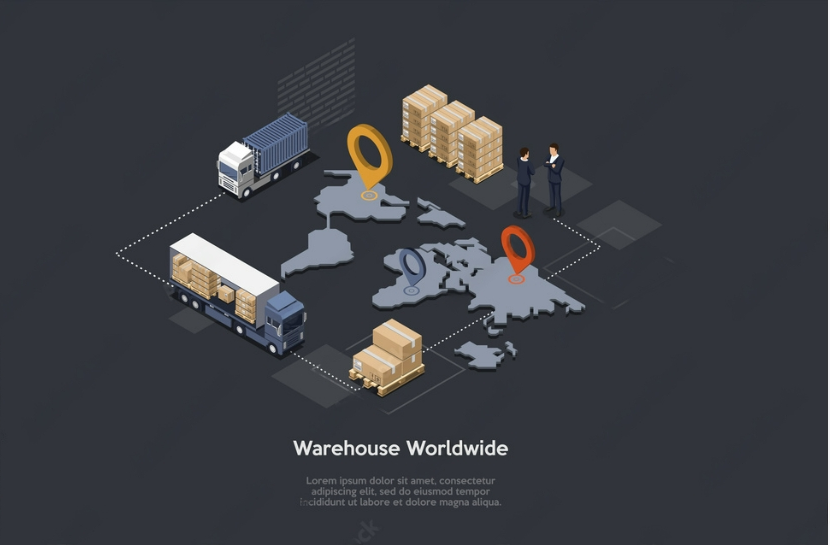 Warehouse Worldwide
Lorem ipsum dolor sit amet, consectetur
adipiscing elit, sed do eiusmod tempor
incididunt ut labore et dolore magna aliqua.
ck